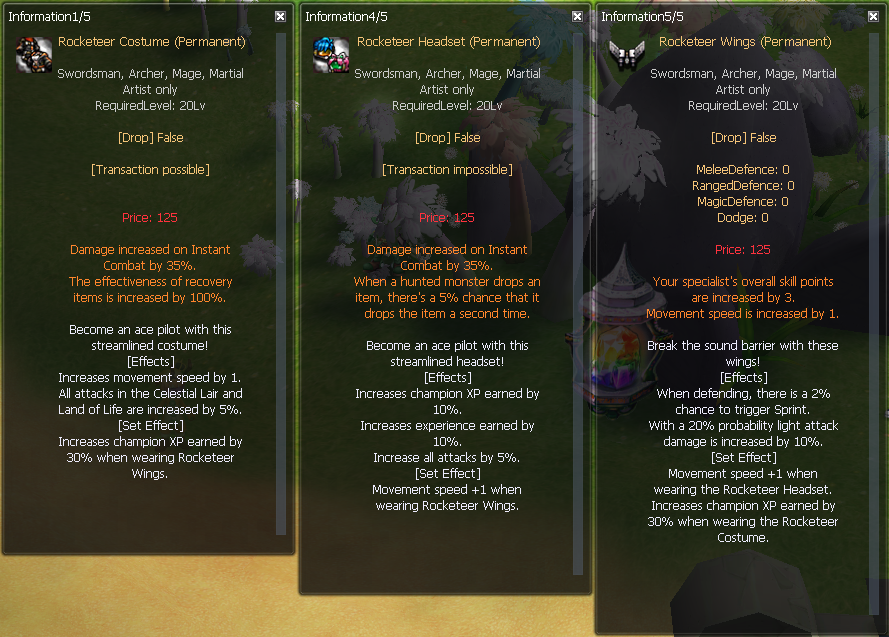 Information1/5
Rocketeer Costume (Permanent)
Swordsman, Archer, Mage, Martial
Artist only
RequiredLevel: 20Lv
[Drop] False
[Transaction possible]
Price: 125
Damage increased on Instant
Combat by 35%.
The effectiveness of recovery
items is increased by 100%.
Become an ace pilot with this
streamlined costume!
[Effects]
Increases movement speed by 1.
All attacks in the Celestial Lair and
Land of Life are increased by 5%.
[Set Effect]
Increases champion XP earned by
30% when wearing Rocketeer
Wings.
Information4/5
Rocketeer Headset (Permanent)
Swordsman, Archer, Mage, Martial
Artist only
RequiredLevel: 20Lv
[Drop] False
[Transaction impossible]
Price: 125
Damage increased on Instant
Combat by 35%.
When a hunted monster drops an
item, there's a 5% chance that it
drops the item a second time.
Become an ace pilot with this
streamlined headset!
[Effects]
Increases champion XP earned by
10%.
Increases experience earned by
10%.
Increase all attacks by 5%.
[Set Effect]
Movement speed +1 when
wearing Rocketeer Wings.
Information5/5
Rocketeer Wings (Permanent)
Swordsman, Archer, Mage, Martial
Artist only
RequiredLevel: 20Lv
[Drop] False
MeleeDefence: 0
RangedDefence: 0
MagicDefence: 0
Dodge: 0
Price: 125
Your specialist's overall skill points
are increased by 3.
Movement speed is increased by 1.
Break the sound barrier with these
wings!
[Effects]
When defending, there is a 2%
chance to trigger Sprint.
With a 20% probability light attack
damage is increased by 10%.
[Set Effect]
Movement speed +1 when
wearing the Rocketeer Headset.
Increases champion XP earned by
30% when wearing the Rocketeer
Costume.